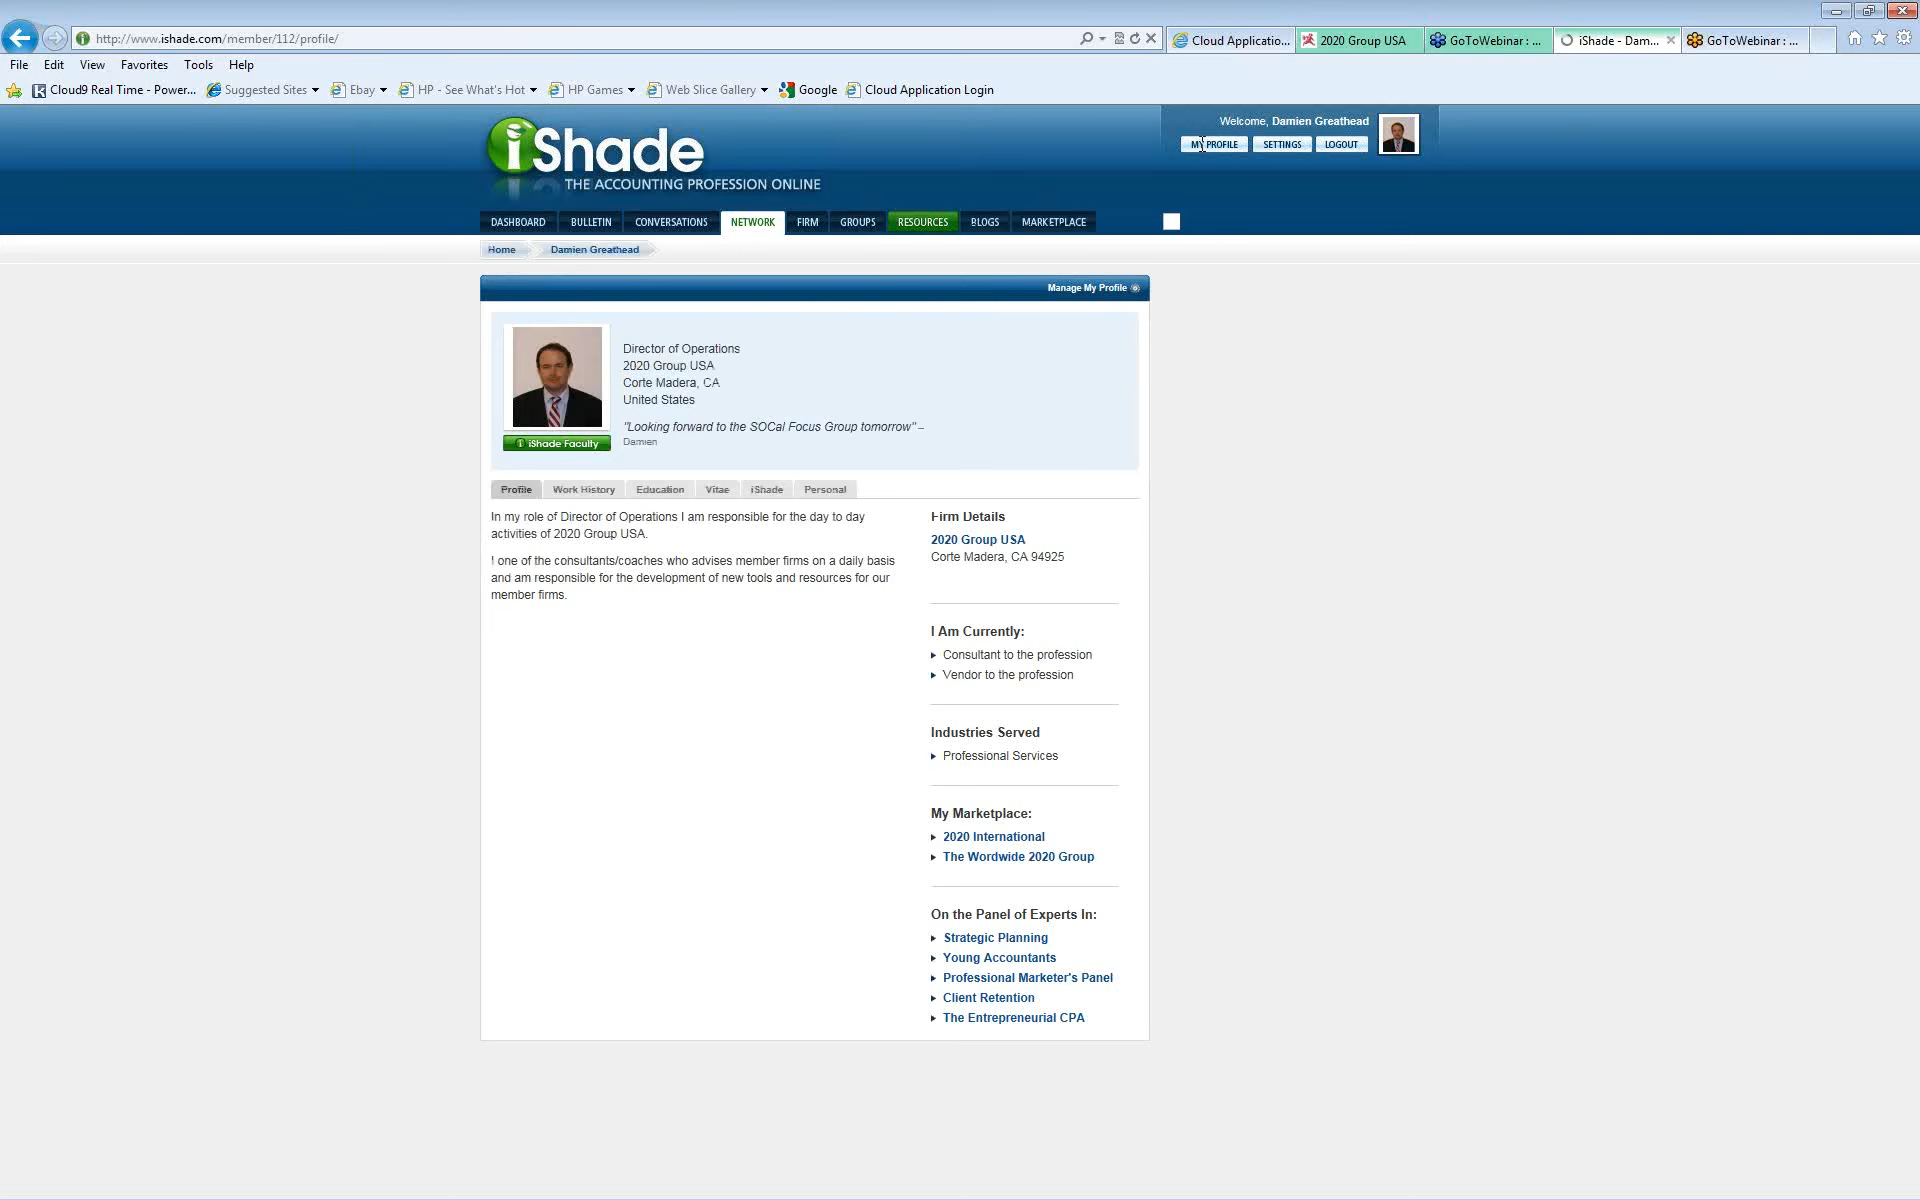 http://www.ishade.com/member/112/profile/
Cloud Applicatio...
2020 Group USA
GoToWebinar : ...
iShade - Dam...
GoToWebinar : ...
File Edit View Favorites Tools Help
Cloud9 Real Time - Power...
Suggested Sites
Ebay
HP - See What's Hot
HP Games
Web Slice Gallery
Google
Cloud Application Login
iShade
THE ACCOUNTING PROFESSION ONLINE
Welcome, Damien Greathead
MY PROFILE SETTINGS LOGOUT
DASHBOARD BULLETIN CONVERSATIONS NETWORK FIRM GROUPS RESOURCES BLOGS MARKETPLACE
Home Damien Greathead
Manage My Profile
Director of Operations
2020 Group USA
Corte Madera, CA
United States
"Looking forward to the SOCal Focus Group tomorrow" –
Damien
iShade Faculty
Profile Work History Education Vitae iShade Personal
In my role of Director of Operations I am responsible for the day to day
activities of 2020 Group USA.
I one of the consultants/coaches who advises member firms on a daily basis
and am responsible for the development of new tools and resources for our
member firms.
Firm Details
2020 Group USA
Corte Madera, CA 94925
I Am Currently:
Consultant to the profession
Vendor to the profession
Industries Served
Professional Services
My Marketplace:
2020 International
The Wordwide 2020 Group
On the Panel of Experts In:
Strategic Planning
Young Accountants
Professional Marketer's Panel
Client Retention
The Entrepreneurial CPA